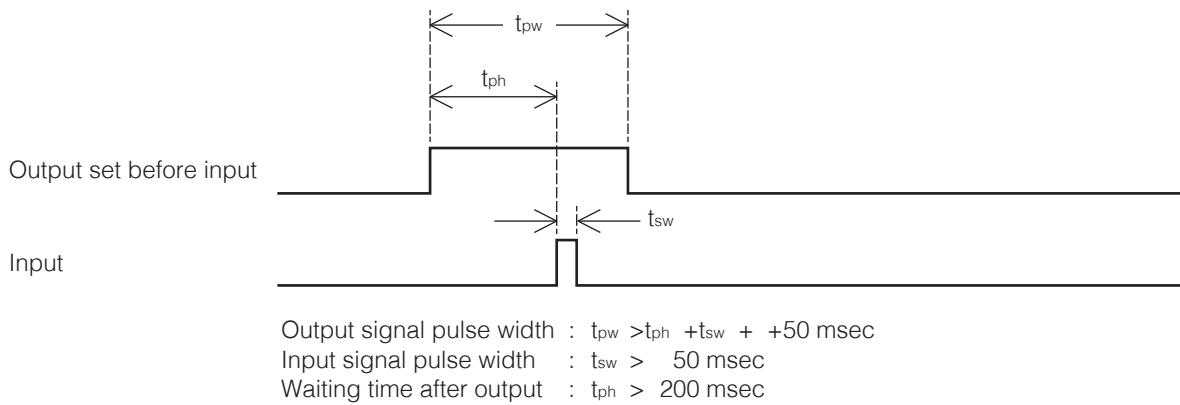 tpw
tph
Output set before input
tsw
Input
Output signal pulse width : tpw >tph +tsw + +50 msec
Input signal pulse width : tsw > 50 msec
Waiting time after output : tph > 200 msec